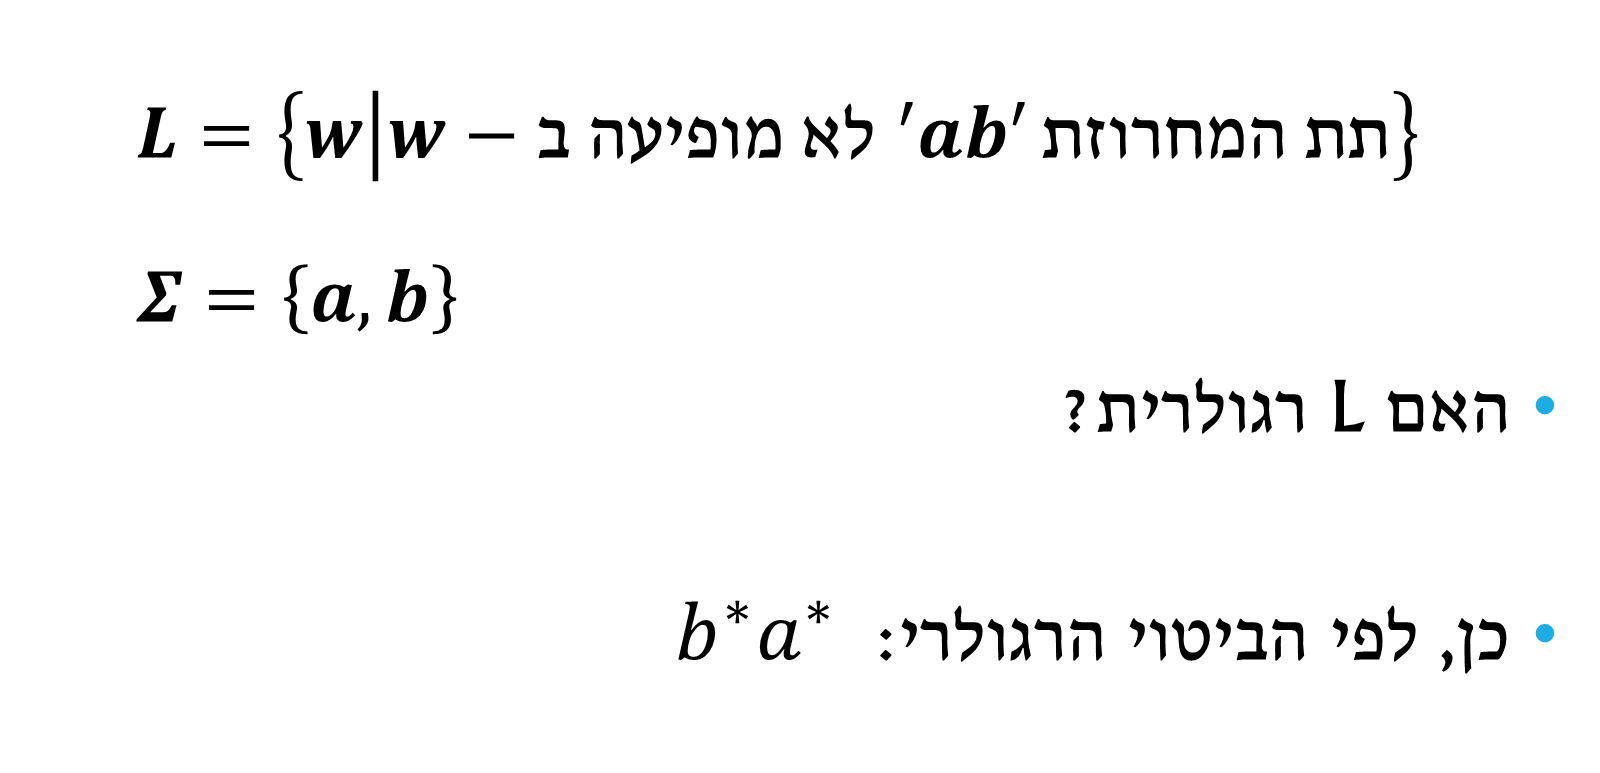 L = {w|w − תת המחרוזת ′ab′ לא מופיעה ב}
Σ = {a, b}
• האם L רגולרית?
• כן, לפי הביטוי הרגולרי: b*a*